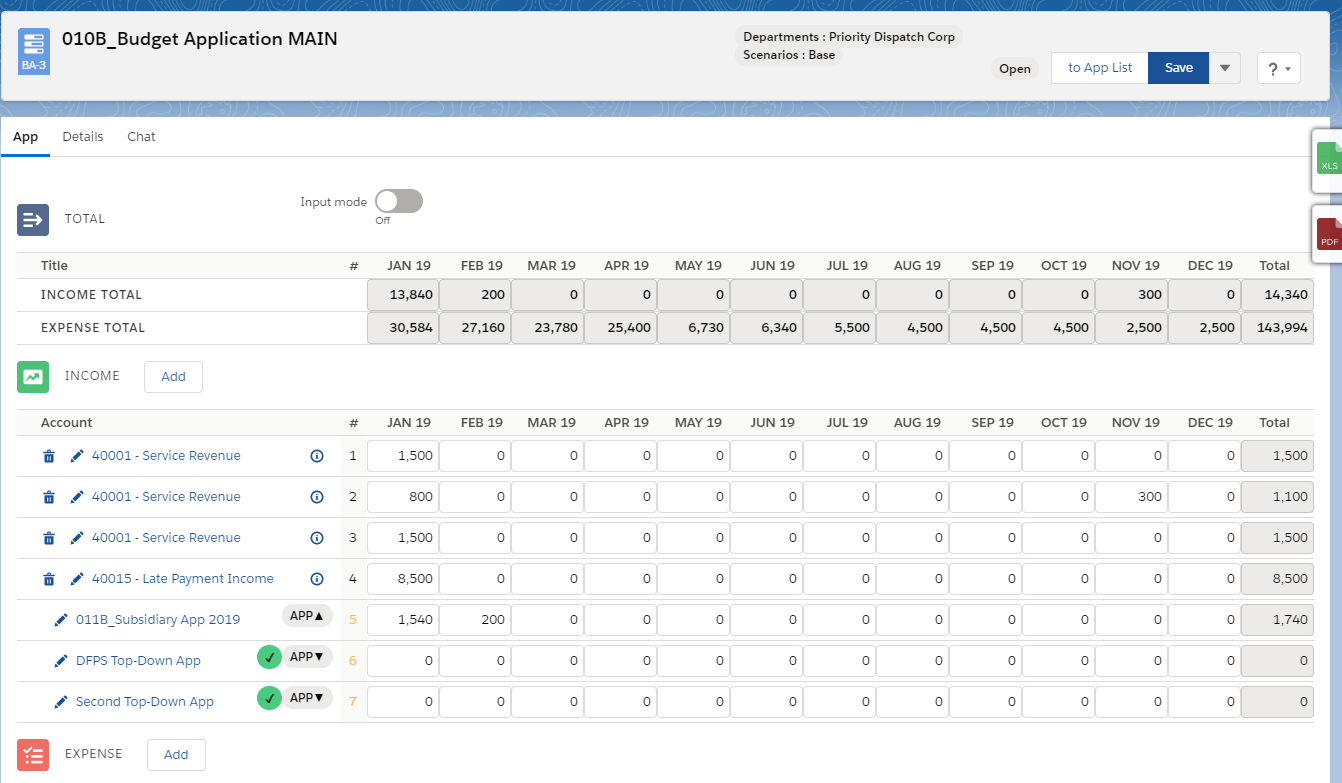 010B_Budget Application MAIN
BA-3
Departments : Priority Dispatch Corp
Scenarios : Base
Open
to App List
Save
?
App Details Chat
XLS
PDF
TOTAL
Input mode
Off
Title # JAN 19 FEB 19 MAR 19 APR 19 MAY 19 JUN 19 JUL 19 AUG 19 SEP 19 OCT 19 NOV 19 DEC 19 Total
INCOME TOTAL 13,840 200 0 0 0 0 0 0 0 0 300 0 14,340
EXPENSE TOTAL 30,584 27,160 23,780 25,400 6,730 6,340 5,500 4,500 4,500 4,500 2,500 2,500 143,994
INCOME Add
Account # JAN 19 FEB 19 MAR 19 APR 19 MAY 19 JUN 19 JUL 19 AUG 19 SEP 19 OCT 19 NOV 19 DEC 19 Total
40001 - Service Revenue 1 1,500 0 0 0 0 0 0 0 0 0 0 0 1,500
40001 - Service Revenue 2 800 0 0 0 0 0 0 0 0 0 300 0 1,100
40001 - Service Revenue 3 1,500 0 0 0 0 0 0 0 0 0 0 0 1,500
40015 - Late Payment Income 4 8,500 0 0 0 0 0 0 0 0 0 0 0 8,500
011B_Subsidiary App 2019 APP▲ 5 1,540 200 0 0 0 0 0 0 0 0 0 0 1,740
DFPS Top-Down App ✓ APP▼ 6 0 0 0 0 0 0 0 0 0 0 0 0 0
Second Top-Down App ✓ APP▼ 7 0 0 0 0 0 0 0 0 0 0 0 0 0
EXPENSE Add